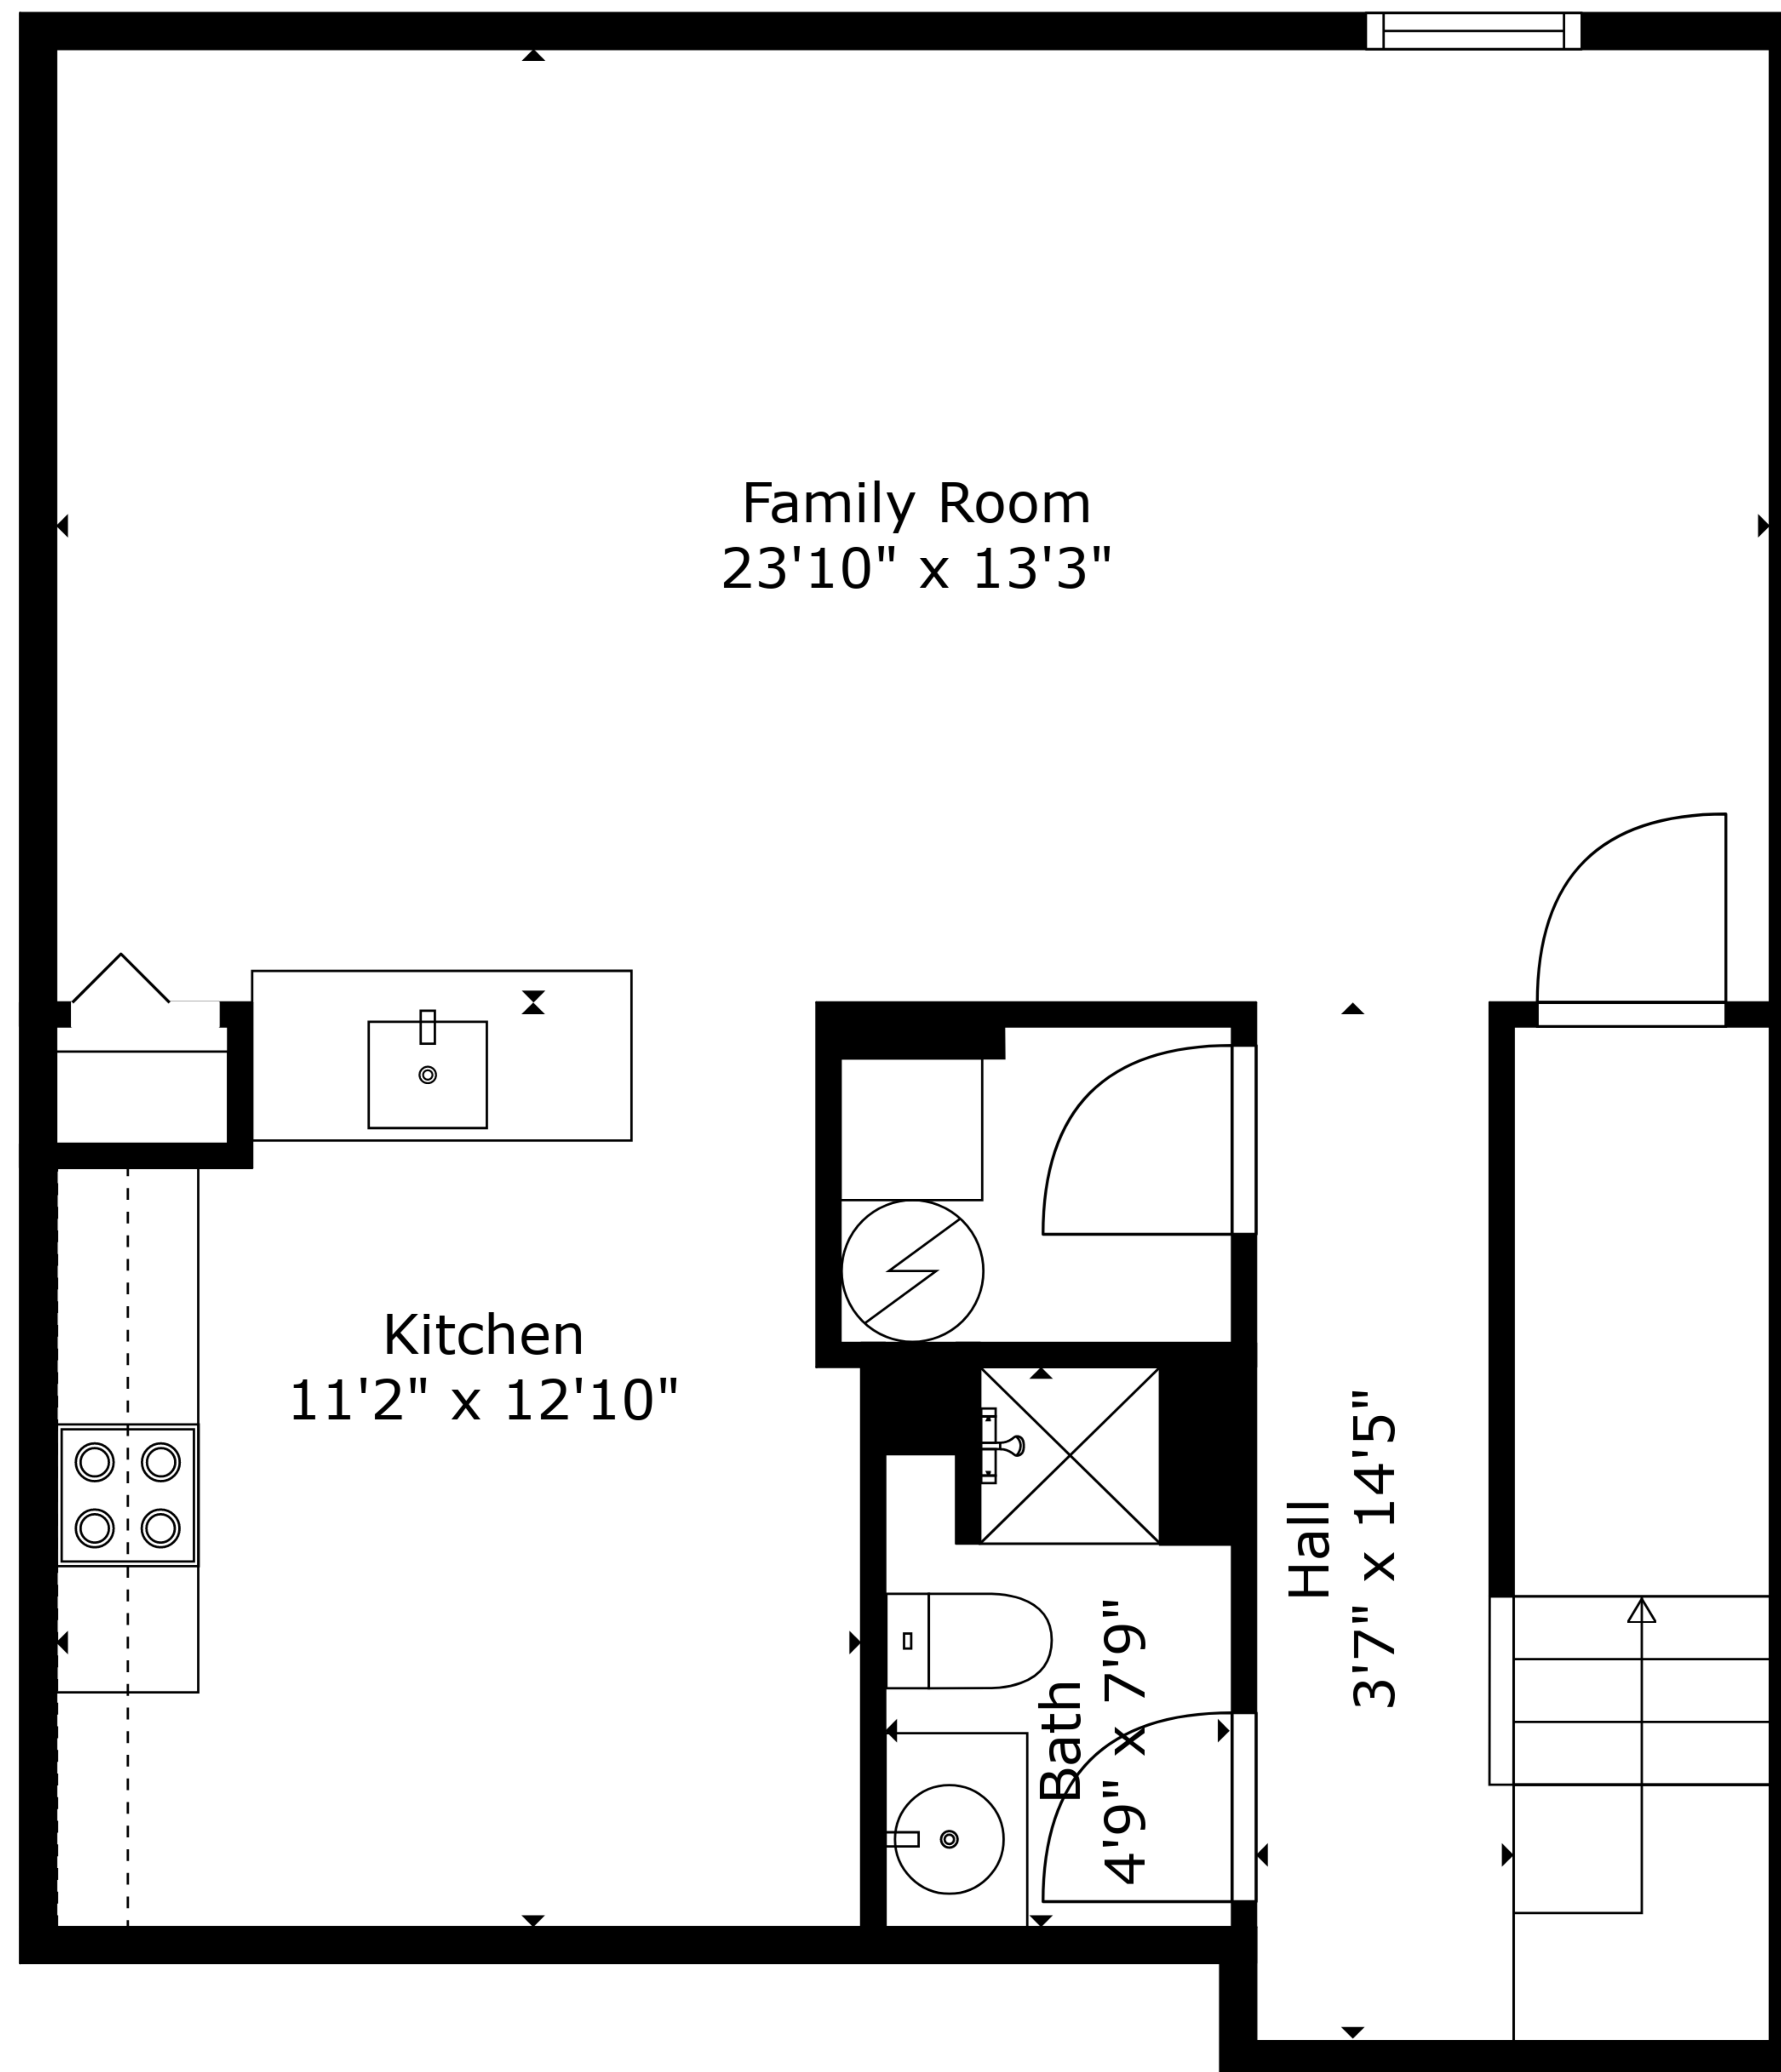 Family Room
23'10" x 13'3"
Kitchen
11'2" x 12'10"
Bath
4'9" x 7'9"
Hall
3'7" x 14'5"